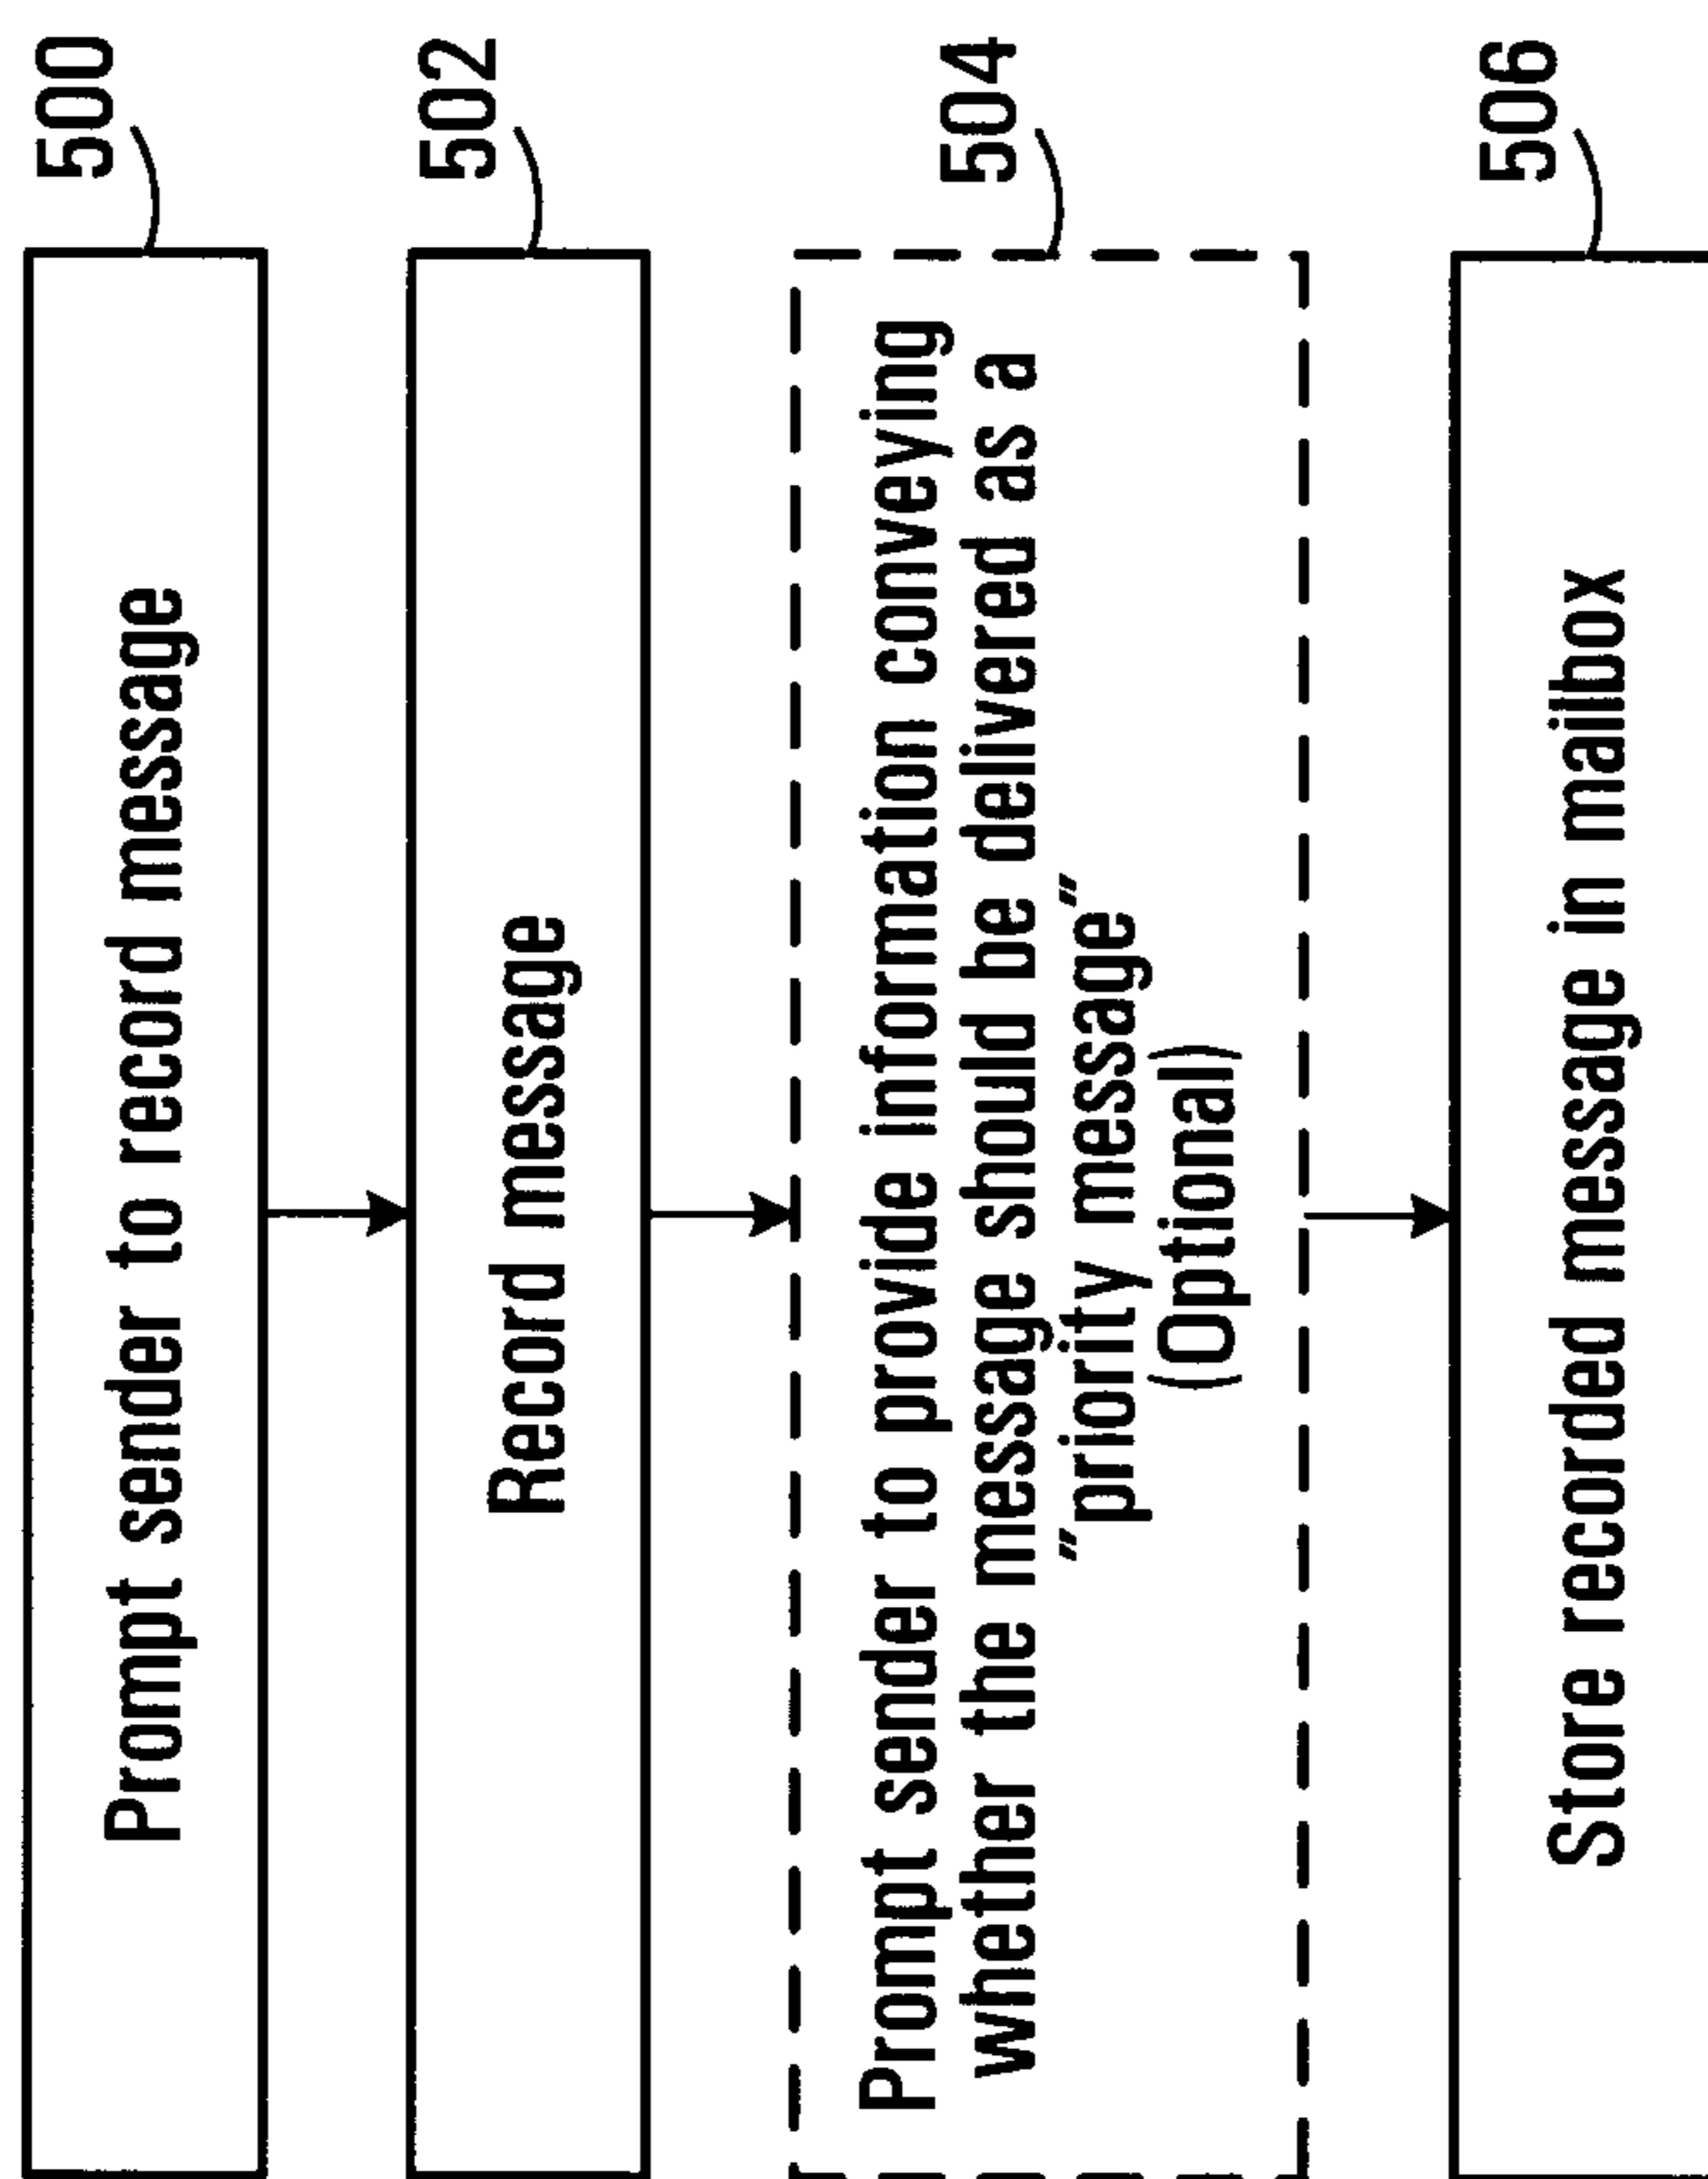 500
Prompt sender to record message
502
Record message
504
Prompt sender to provide information conveying
whether the message should be delivered as a
"priority message"
(Optional)
506
Store recorded message in mailbox